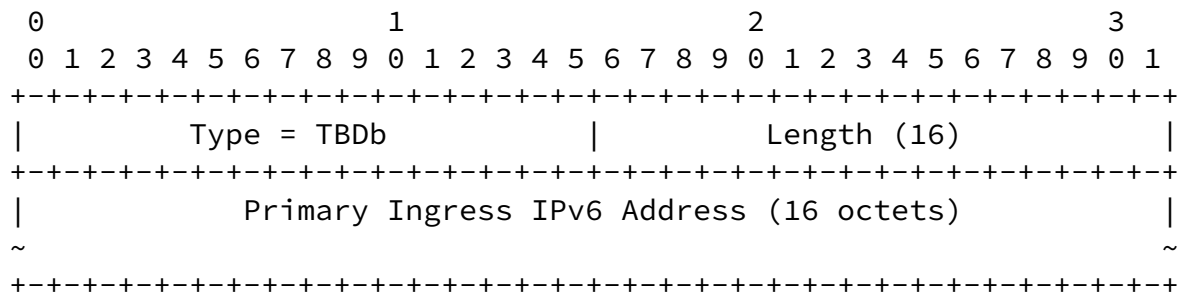 0                   1                   2                   3
 0 1 2 3 4 5 6 7 8 9 0 1 2 3 4 5 6 7 8 9 0 1 2 3 4 5 6 7 8 9 0 1
+-+-+-+-+-+-+-+-+-+-+-+-+-+-+-+-+-+-+-+-+-+-+-+-+-+-+-+-+-+-+-+-+
|         Type = TBDb           |         Length (16)           |
+-+-+-+-+-+-+-+-+-+-+-+-+-+-+-+-+-+-+-+-+-+-+-+-+-+-+-+-+-+-+-+-+
|            Primary Ingress IPv6 Address (16 octets)           |
~                                                               ~
+-+-+-+-+-+-+-+-+-+-+-+-+-+-+-+-+-+-+-+-+-+-+-+-+-+-+-+-+-+-+-+-+